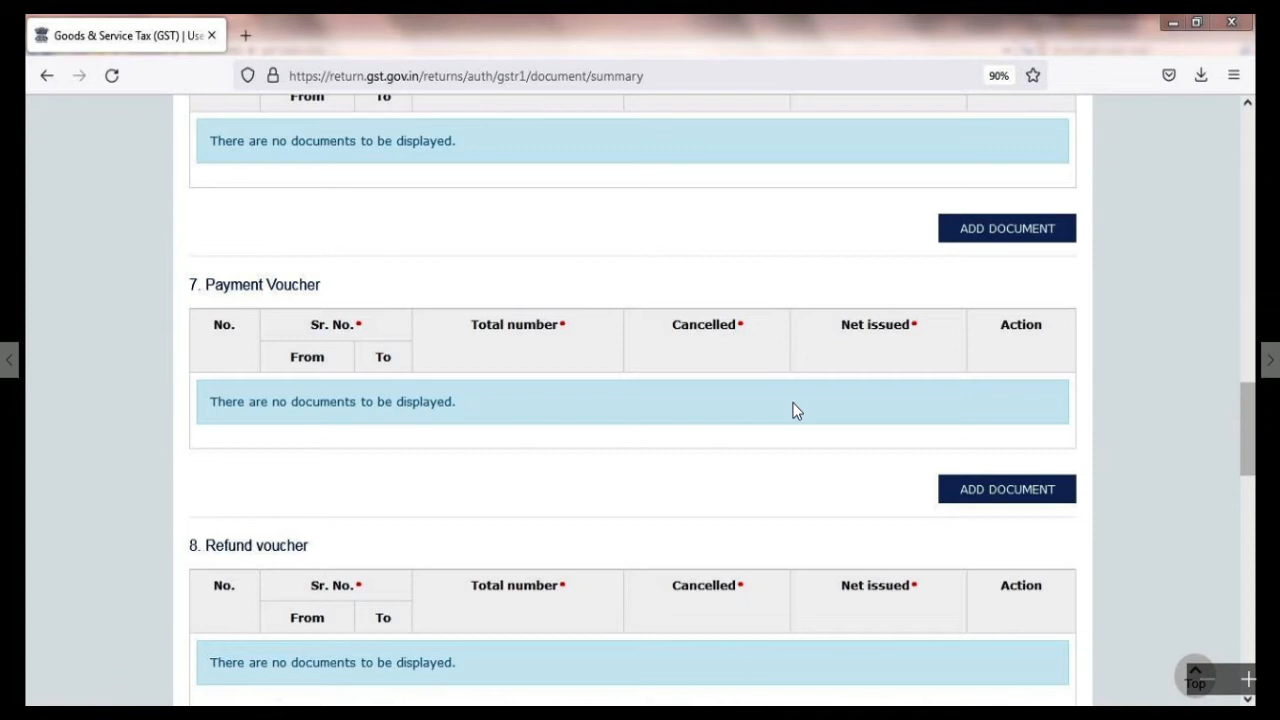 Goods & Service Tax (GST) | Use
https://return.gst.gov.in/returns/auth/gstr1/document/summary
90%
From To
There are no documents to be displayed.
ADD DOCUMENT
7. Payment Voucher
No. Sr. No.• Total number• Cancelled• Net issued• Action
From To
There are no documents to be displayed.
ADD DOCUMENT
8. Refund voucher
No. Sr. No.• Total number• Cancelled• Net issued• Action
From To
There are no documents to be displayed.
Top